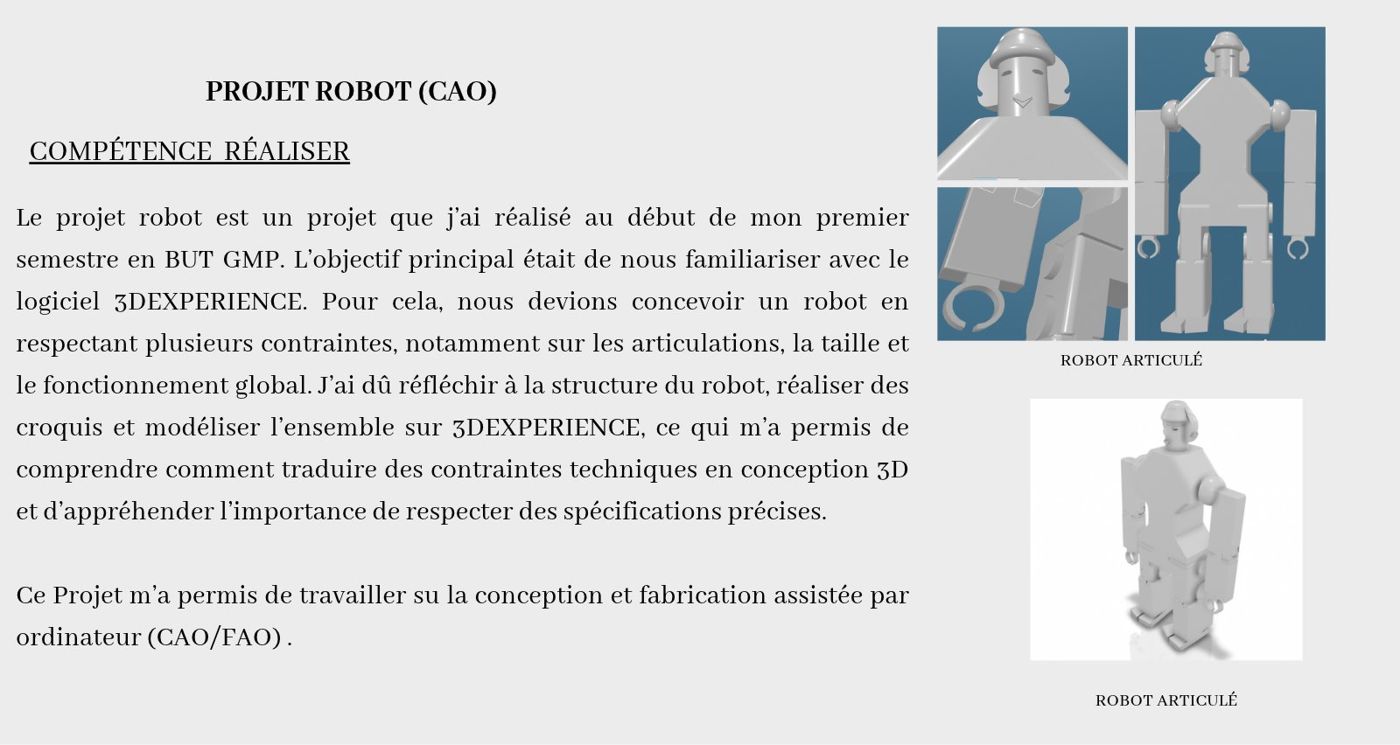 PROJET ROBOT (CAO)
COMPÉTENCE RÉALISER
Le projet robot est un projet que j’ai réalisé au début de mon premier
semestre en BUT GMP. L’objectif principal était de nous familiariser avec le
logiciel 3DEXPERIENCE. Pour cela, nous devions concevoir un robot en
respectant plusieurs contraintes, notamment sur les articulations, la taille et
le fonctionnement global. J’ai dû réfléchir à la structure du robot, réaliser des
croquis et modéliser l’ensemble sur 3DEXPERIENCE, ce qui m’a permis de
comprendre comment traduire des contraintes techniques en conception 3D
et d’appréhender l’importance de respecter des spécifications précises.
Ce Projet m’a permis de travailler su la conception et fabrication assistée par
ordinateur (CAO/FAO) .
ROBOT ARTICULÉ
ROBOT ARTICULÉ